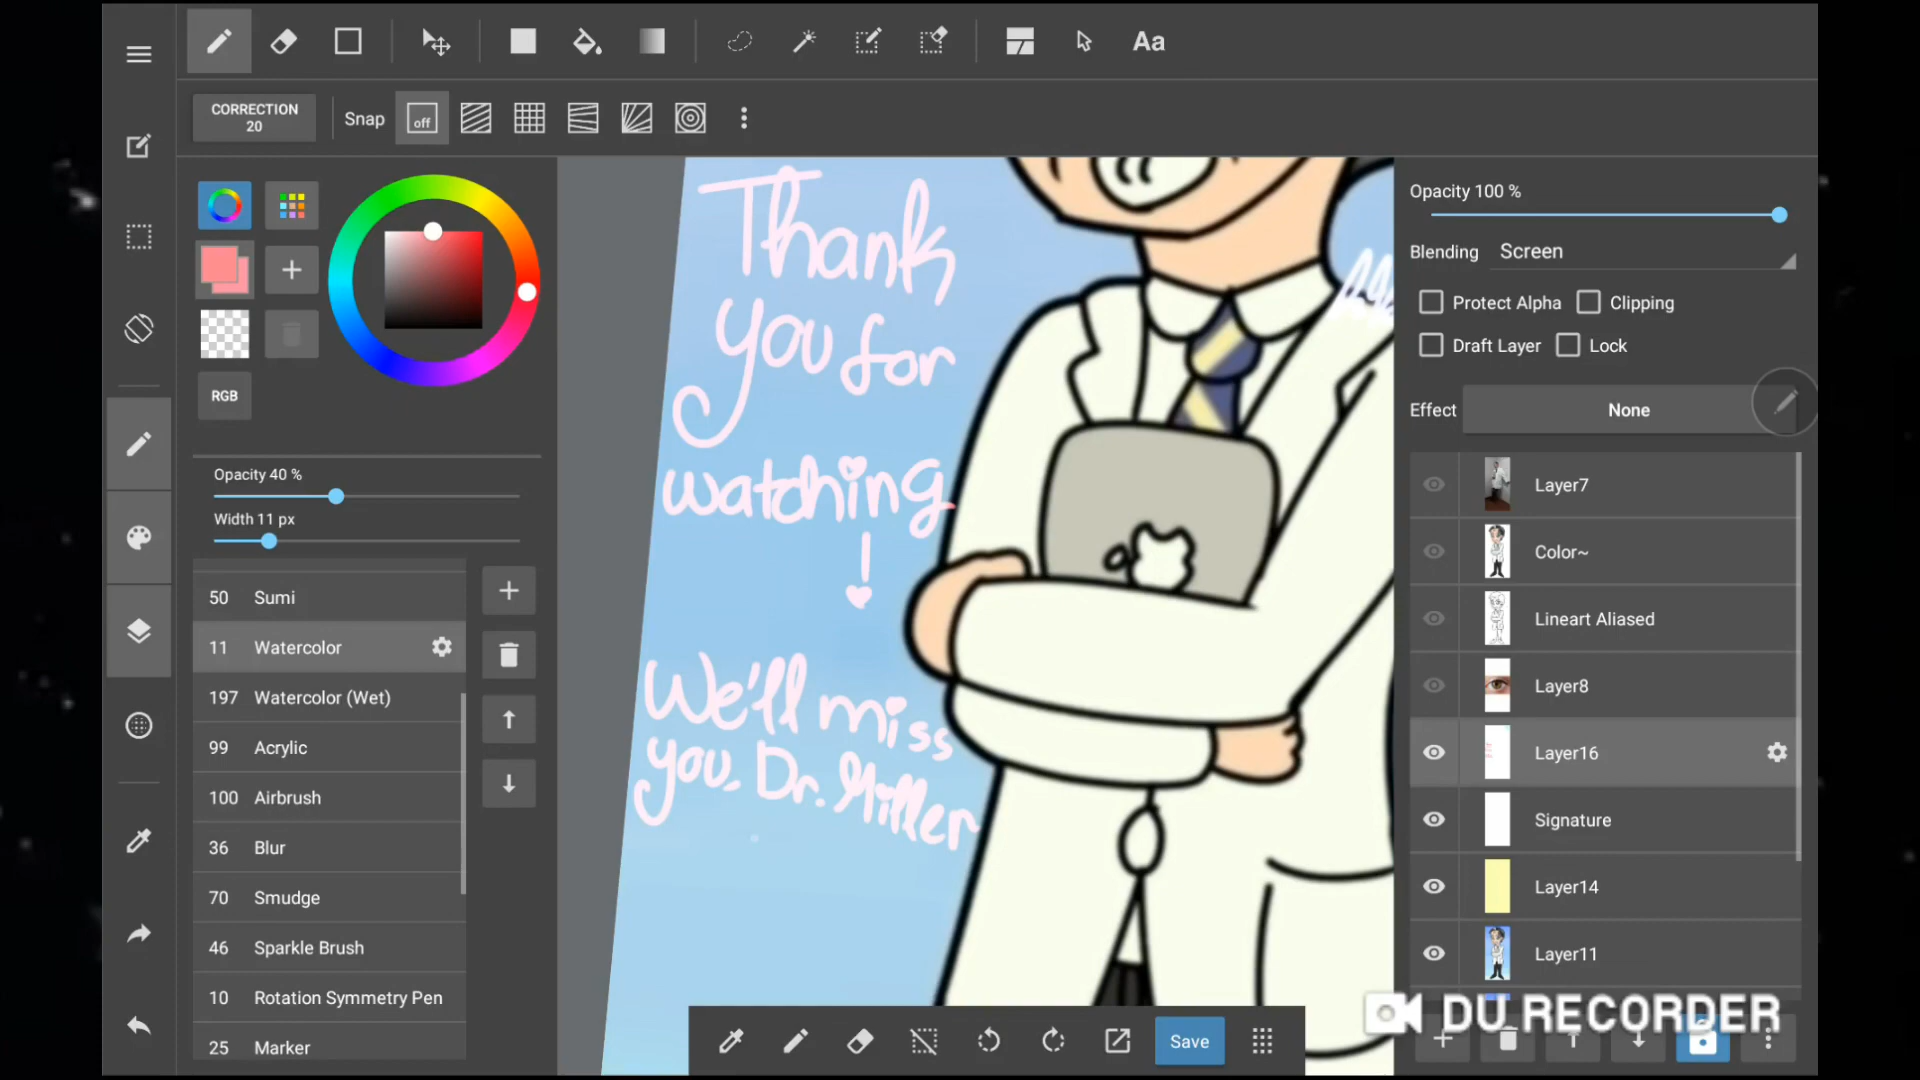 Aa
CORRECTION
20
Snap
off
RGB
Opacity 40 %
Width 11 px
50 Sumi
11 Watercolor
197 Watercolor (Wet)
99 Acrylic
100 Airbrush
36 Blur
70 Smudge
46 Sparkle Brush
10 Rotation Symmetry Pen
25 Marker
Thank
you for
watching
!
We'll miss
you, Dr. Miller
Save
Opacity 100 %
Blending Screen
Protect Alpha Clipping
Draft Layer Lock
Effect None
Layer7
Color~
Lineart Aliased
Layer8
Layer16
Signature
Layer14
Layer11
DU RECORDER